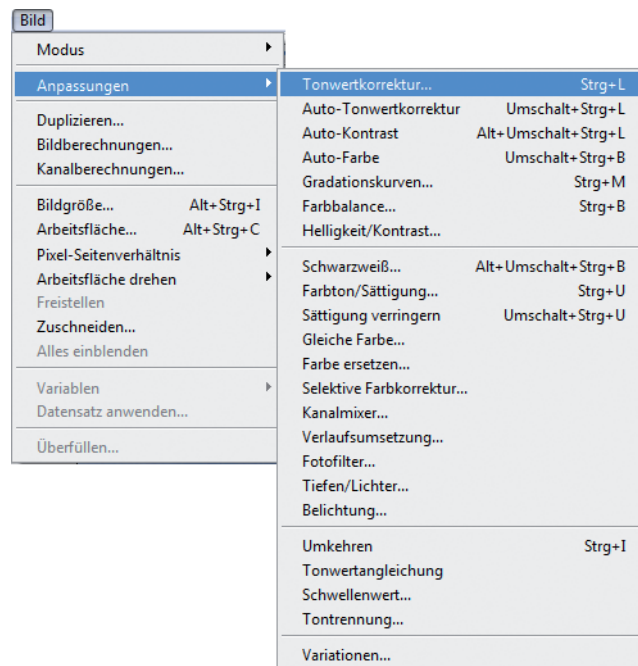 Bild
Modus
Anpassungen
Duplizieren...
Bildberechnungen...
Kanalberechnungen...
Bildgröße... Alt+Strg+I
Arbeitsfläche... Alt+Strg+C
Pixel-Seitenverhältnis
Arbeitsfläche drehen
Freistellen
Zuschneiden...
Alles einblenden
Variablen
Datensatz anwenden...
Überfüllen...
Tonwertkorrektur... Strg+L
Auto-Tonwertkorrektur Umschalt+Strg+L
Auto-Kontrast Alt+Umschalt+Strg+L
Auto-Farbe Umschalt+Strg+B
Gradationskurven... Strg+M
Farbbalance... Strg+B
Helligkeit/Kontrast...
Schwarzweiß... Alt+Umschalt+Strg+B
Farbton/Sättigung... Strg+U
Sättigung verringern Umschalt+Strg+U
Gleiche Farbe...
Farbe ersetzen...
Selektive Farbkorrektur...
Kanalmixer...
Verlaufsumsetzung...
Fotofilter...
Tiefen/Lichter...
Belichtung...
Umkehren Strg+I
Tonwertangleichung
Schwellenwert...
Tontrennung...
Variationen...